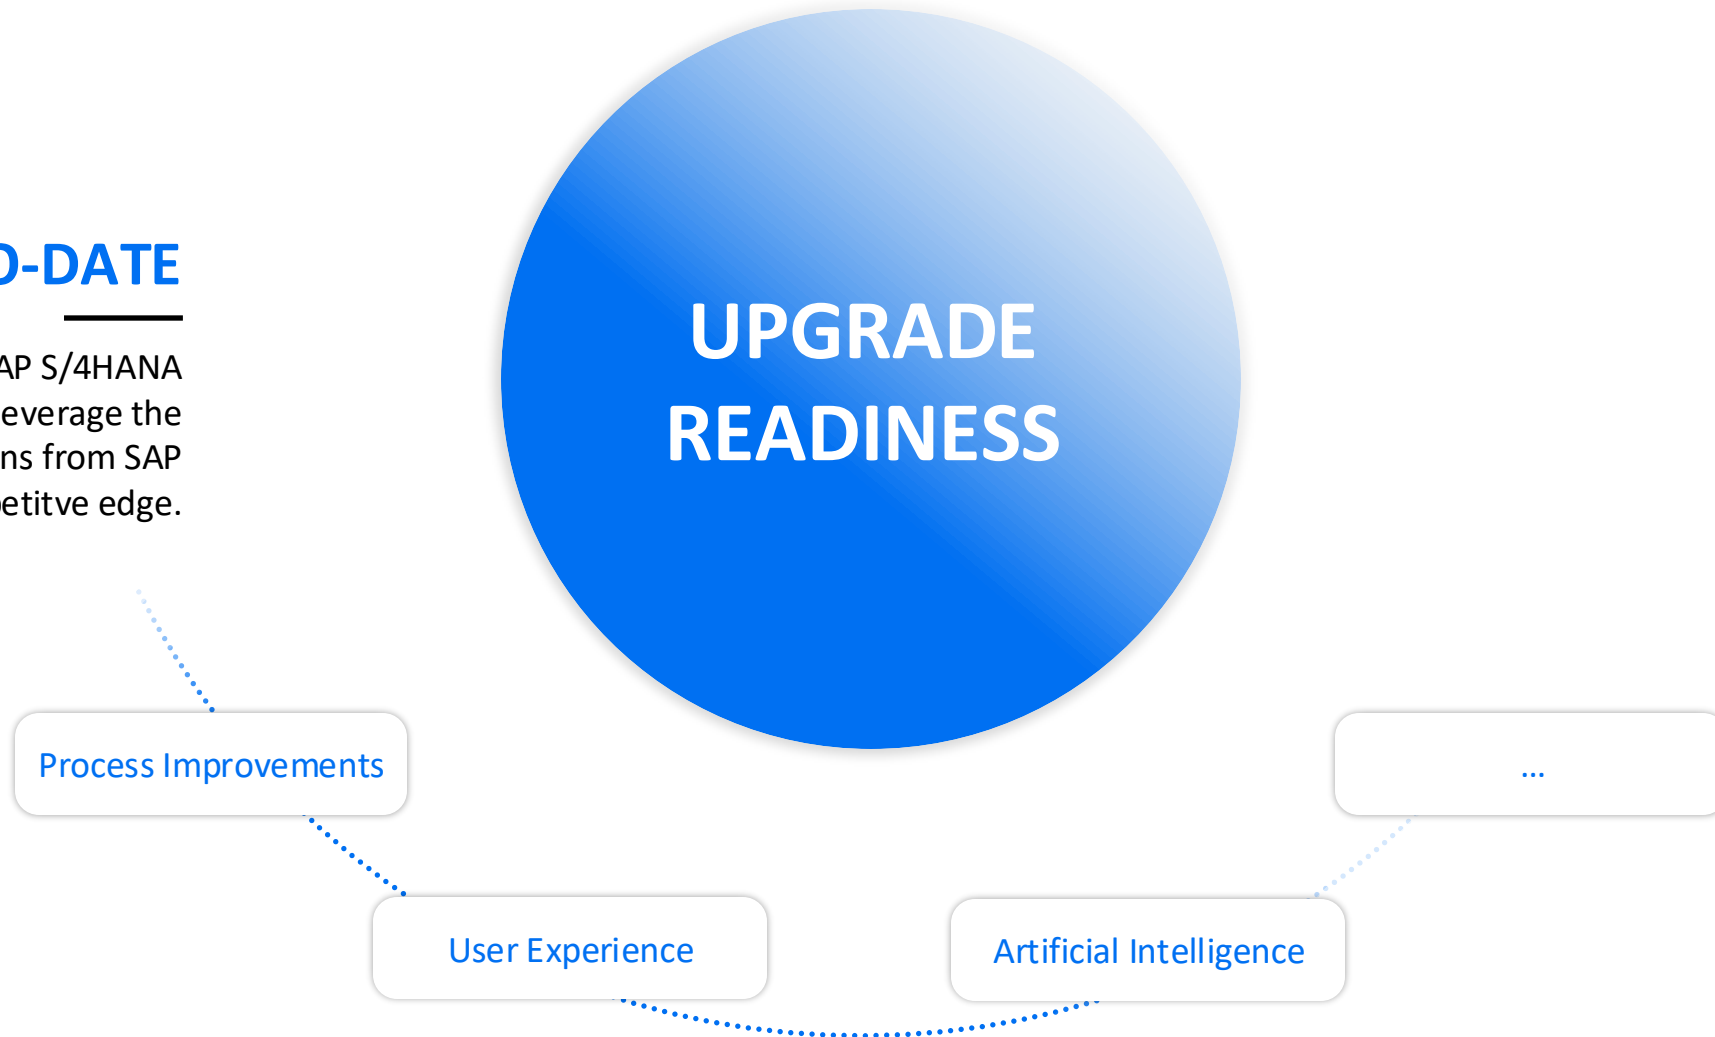 D-DATE
AP S/4HANA
everage the
ns from SAP
etitve edge.
UPGRADE
READINESS
Process Improvements
...
User Experience
Artificial Intelligence